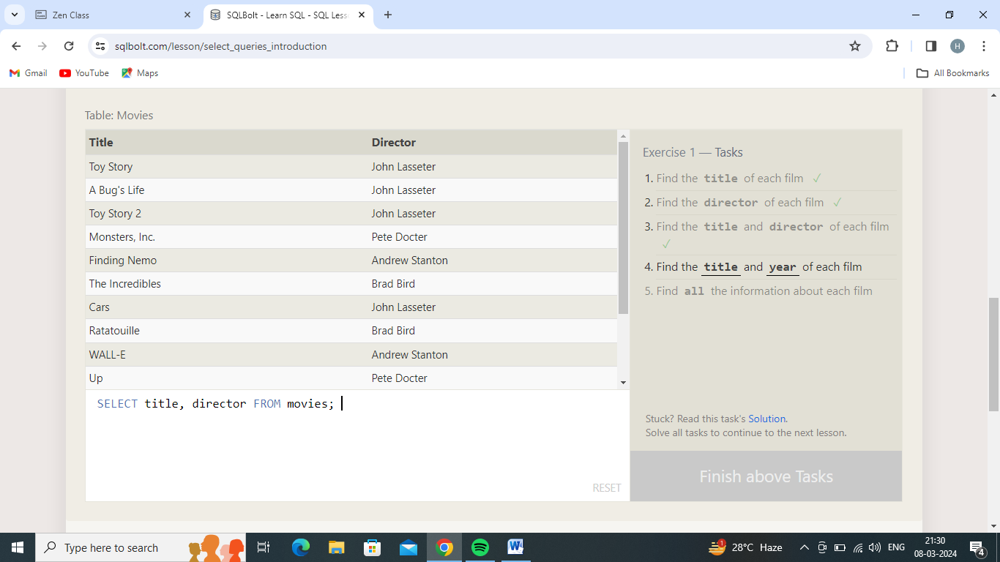 Zen Class
SQLBolt - Learn SQL - SQL Less
sqlbolt.com/lesson/select_queries_introduction
H
Gmail YouTube Maps All Bookmarks
Table: Movies
Title Director
Toy Story John Lasseter
A Bug's Life John Lasseter
Toy Story 2 John Lasseter
Monsters, Inc. Pete Docter
Finding Nemo Andrew Stanton
The Incredibles Brad Bird
Cars John Lasseter
Ratatouille Brad Bird
WALL-E Andrew Stanton
Up Pete Docter
SELECT title, director FROM movies;
RESET
Exercise 1 — Tasks
1. Find the title of each film ✓
2. Find the director of each film ✓
3. Find the title and director of each film
✓
4. Find the title and year of each film
5. Find all the information about each film
Stuck? Read this task's Solution.
Solve all tasks to continue to the next lesson.
Finish above Tasks
Type here to search
1
28°C Haze
ENG
21:30
08-03-2024
4